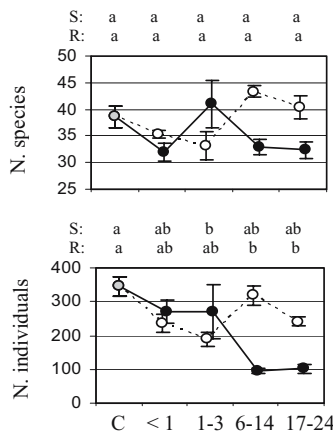 S: a a a a a
R: a a a a a
50
45
40
35
30
25
N. species
S: a ab b ab ab
R: a ab ab b b
400
300
200
100
0
N. individuals
C < 1 1-3 6-14 17-24